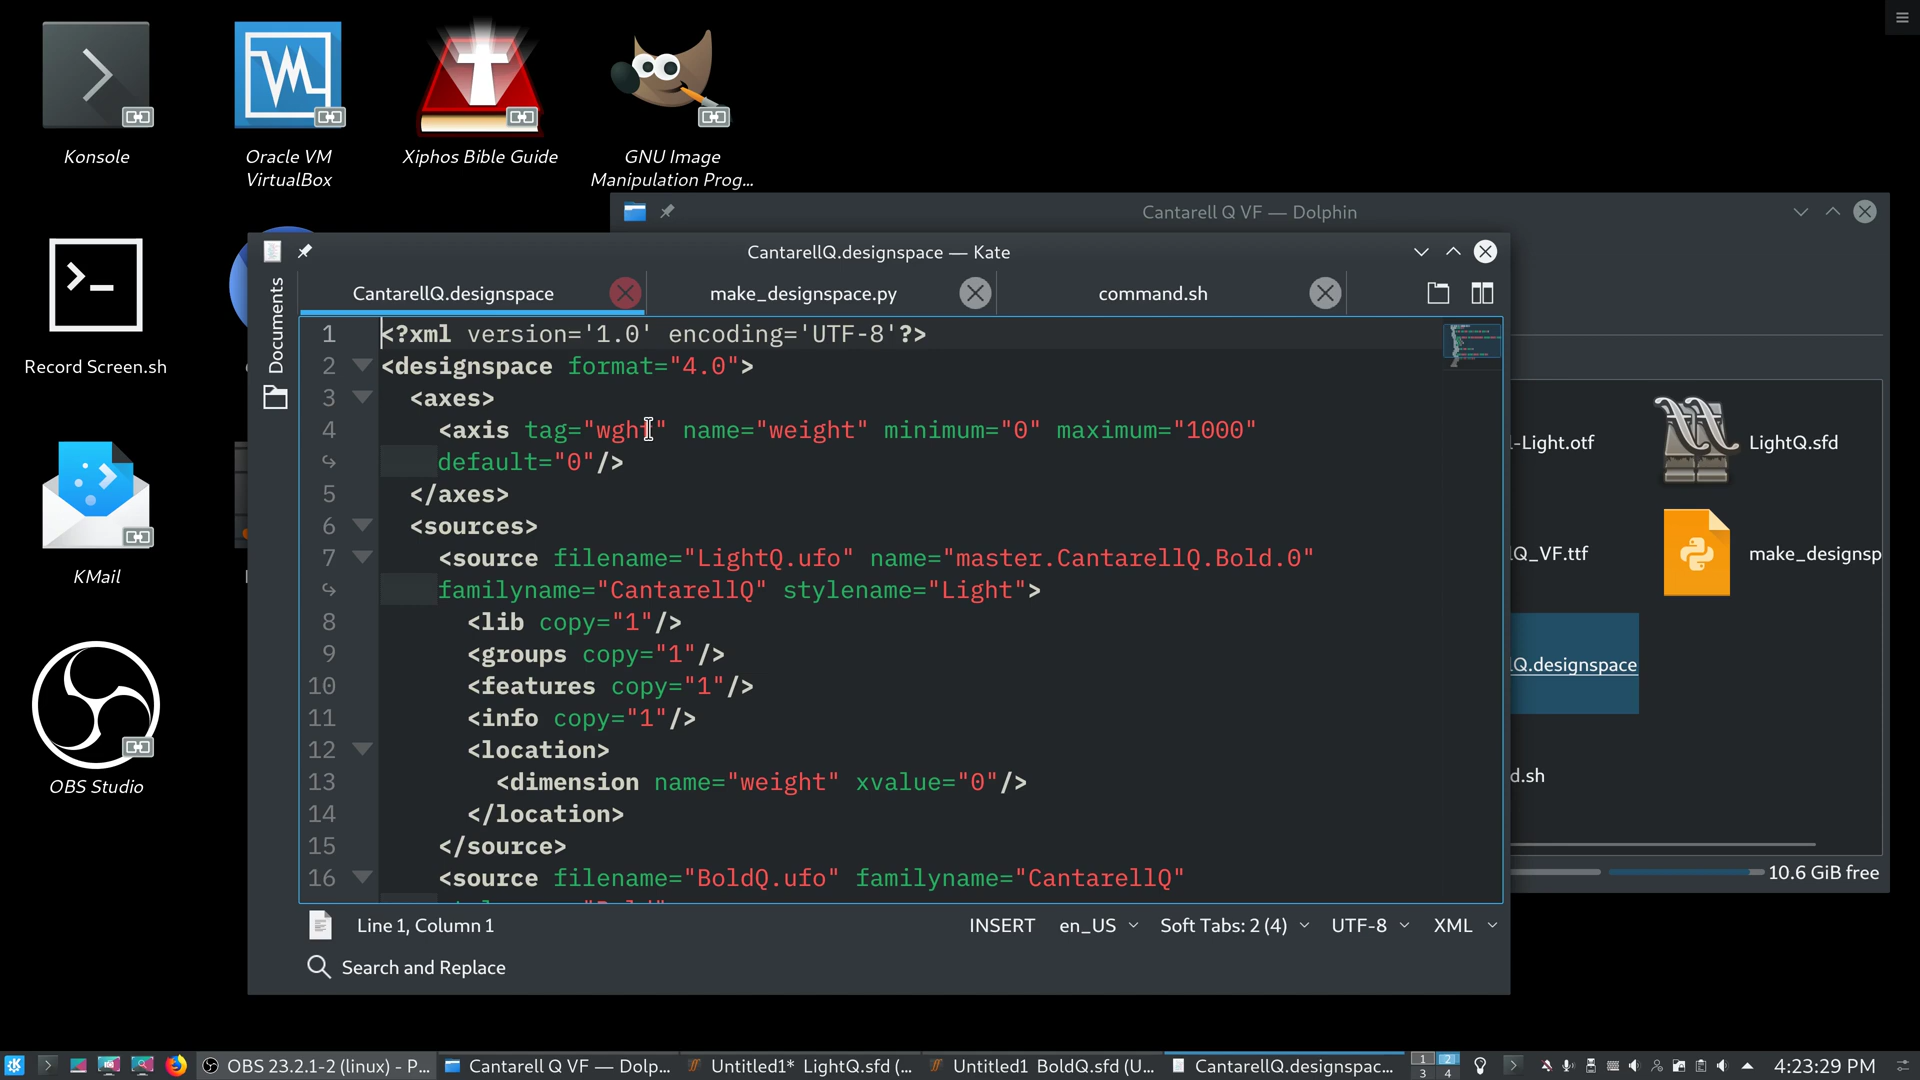 Konsole
Oracle VM
VirtualBox
Xiphos Bible Guide
GNU Image
Manipulation Prog...
Record Screen.sh
KMail
OBS Studio
Cantarell Q VF — Dolphin
-Light.otf
LightQ.sfd
Q_VF.ttf
make_designsp
Q.designspace
d.sh
10.6 GiB free
CantarellQ.designspace — Kate
Documents
CantarellQ.designspace
make_designspace.py
command.sh
1 <?xml version='1.0' encoding='UTF-8'?>
2 <designspace format="4.0">
3 <axes>
4 <axis tag="wght" name="weight" minimum="0" maximum="1000"
default="0"/>
5 </axes>
6 <sources>
7 <source filename="LightQ.ufo" name="master.CantarellQ.Bold.0"
familyname="CantarellQ" stylename="Light">
8 <lib copy="1"/>
9 <groups copy="1"/>
10 <features copy="1"/>
11 <info copy="1"/>
12 <location>
13 <dimension name="weight" xvalue="0"/>
14 </location>
15 </source>
16 <source filename="BoldQ.ufo" familyname="CantarellQ"
Line 1, Column 1
INSERT
en_US
Soft Tabs: 2 (4)
UTF-8
XML
Search and Replace
OBS 23.2.1-2 (linux) - P...
Cantarell Q VF — Dolp...
Untitled1* LightQ.sfd (...
Untitled1 BoldQ.sfd (U...
CantarellQ.designspac...
1 2
3 4
4:23:29 PM